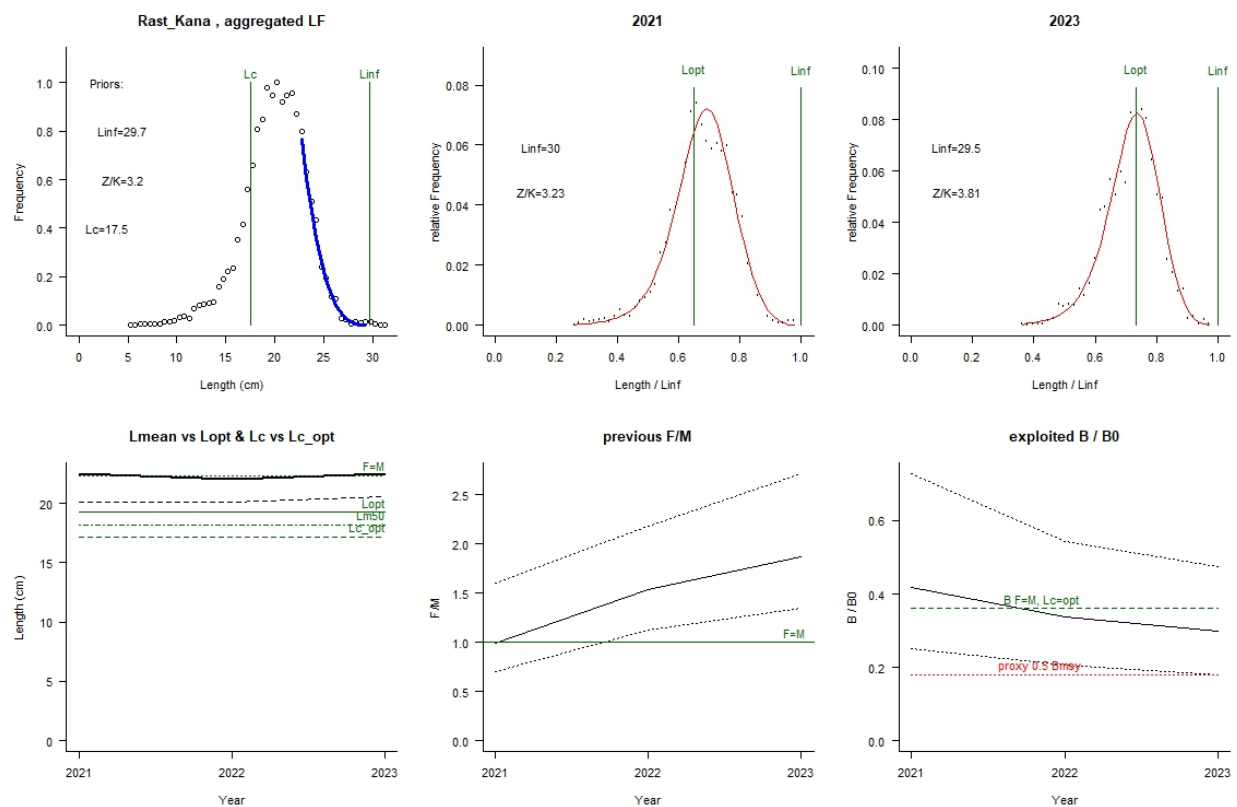 Rast_Kana , aggregated LF
Frequency
1.0
0.8
0.6
0.4
0.2
0.0
Priors:
Linf=29.7
Z/K=3.2
Lc=17.5
Lc
Linf
0
5
10
15
20
25
30
Length (cm)
2021
relative Frequency
0.08
0.06
0.04
0.02
0.00
Lopt
Linf
Linf=30
Z/K=3.23
0.0
0.2
0.4
0.6
0.8
1.0
Length / Linf
2023
relative Frequency
0.10
0.08
0.06
0.04
0.02
0.00
Lopt
Linf
Linf=29.5
Z/K=3.81
0.0
0.2
0.4
0.6
0.8
1.0
Length / Linf
Lmean vs Lopt & Lc vs Lc_opt
Length (cm)
20
15
10
5
0
F=M
Lopt
Lm50
Lc_opt
2021
2022
2023
Year
previous F/M
F/M
2.5
2.0
1.5
1.0
0.5
0.0
F=M
2021
2022
2023
Year
exploited B / B0
B / B0
0.6
0.4
0.2
0.0
B F=M, Lc=opt
proxy 0.5 Bmsy
2021
2022
2023
Year